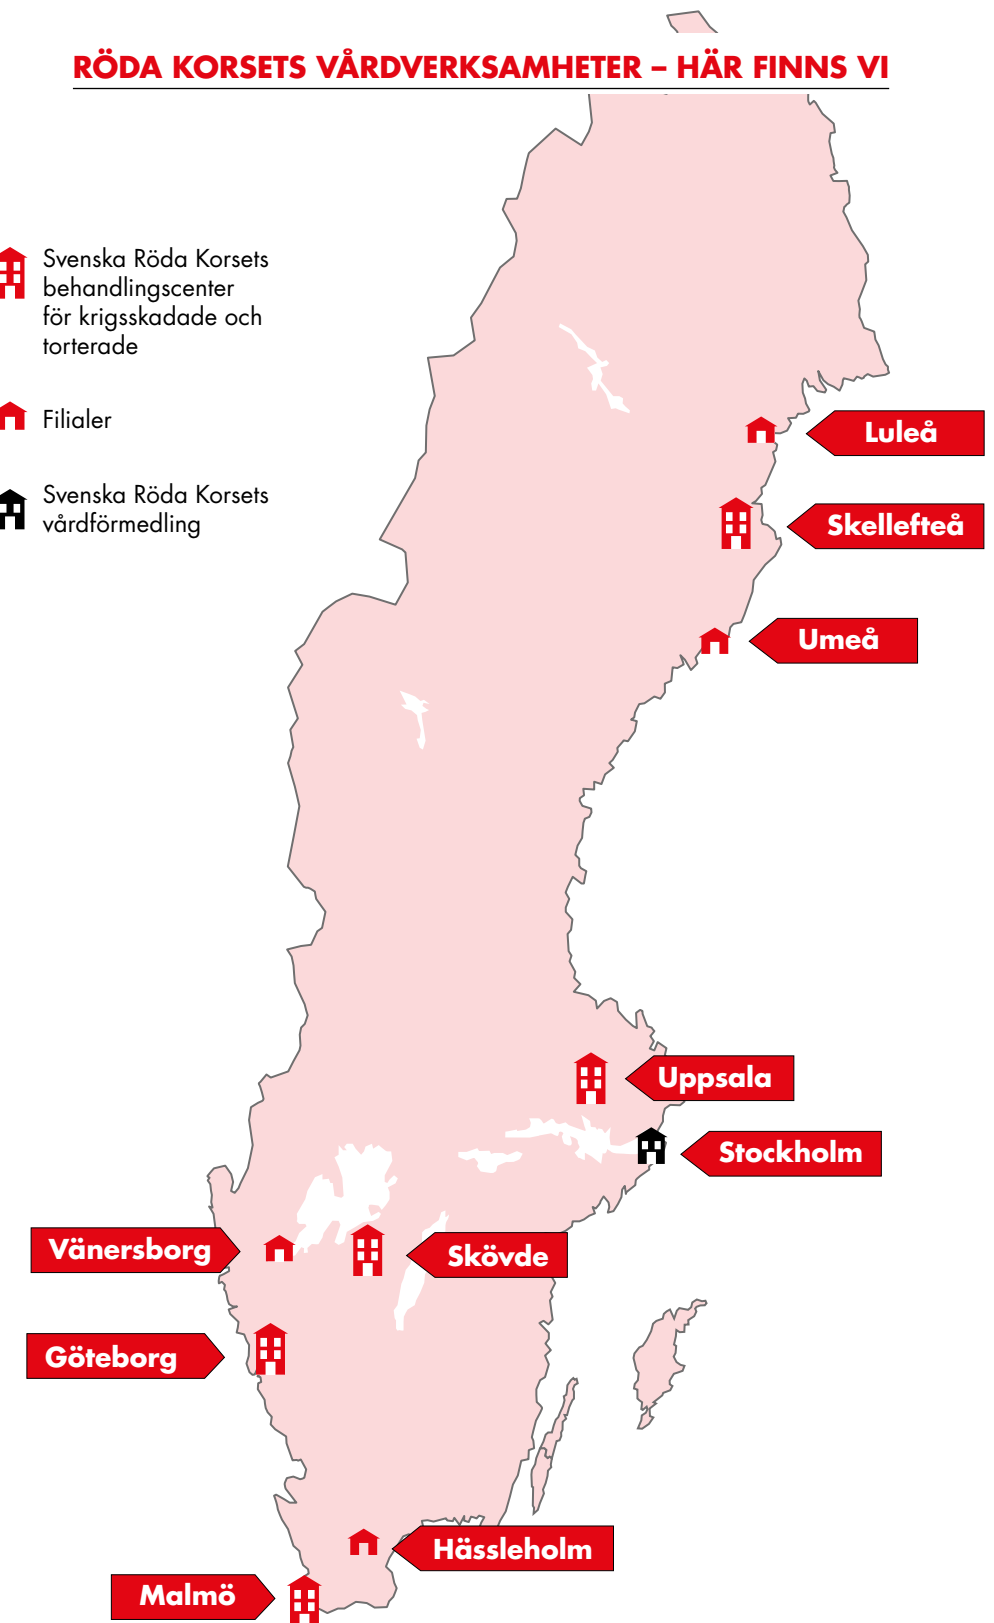 RÖDA KORSETS VÅRDVERKSAMHETER – HÄR FINNS VI
Svenska Röda Korsets
behandlingscenter
för krigsskadade och
torterade
Filialer
Svenska Röda Korsets
vårdförmedling
Luleå
Skellefteå
Umeå
Uppsala
Stockholm
Vänersborg
Skövde
Göteborg
Hässleholm
Malmö